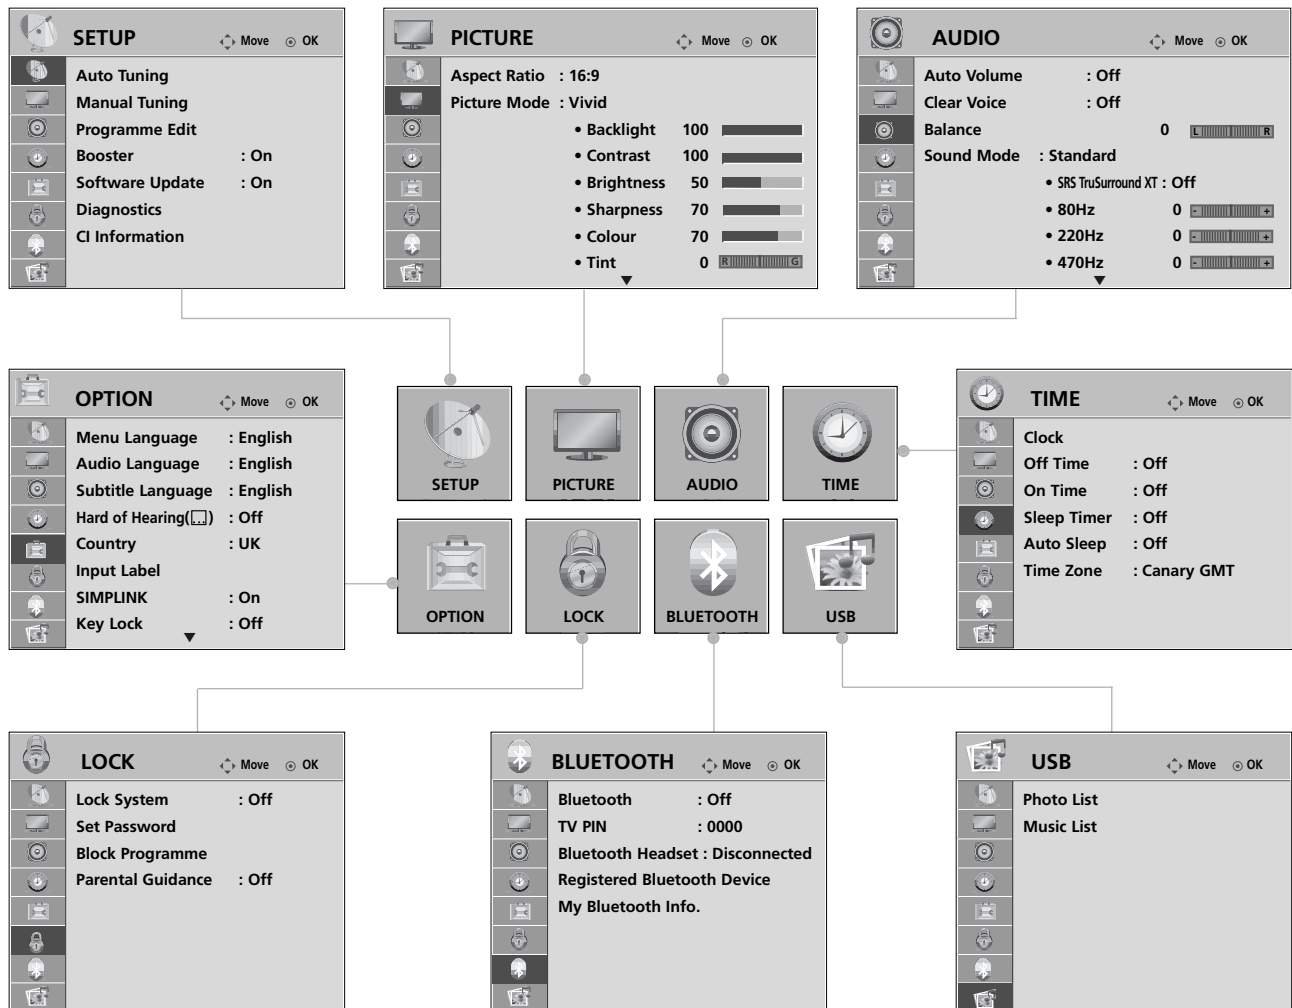 SETUP Move OK
Auto Tuning
Manual Tuning
Programme Edit
Booster : On
Software Update : On
Diagnostics
CI Information
PICTURE Move OK
Aspect Ratio : 16:9
Picture Mode : Vivid
• Backlight 100
• Contrast 100
• Brightness 50
• Sharpness 70
• Colour 70
• Tint 0 R G
AUDIO Move OK
Auto Volume : Off
Clear Voice : Off
Balance 0 L R
Sound Mode : Standard
• SRS TruSurround XT : Off
• 80Hz 0 - +
• 220Hz 0 - +
• 470Hz 0 - +
OPTION Move OK
Menu Language : English
Audio Language : English
Subtitle Language : English
Hard of Hearing(...) : Off
Country : UK
Input Label
SIMPLINK : On
Key Lock : Off
SETUP
PICTURE
AUDIO
TIME
OPTION
LOCK
BLUETOOTH
USB
TIME Move OK
Clock
Off Time : Off
On Time : Off
Sleep Timer : Off
Auto Sleep : Off
Time Zone : Canary GMT
LOCK Move OK
Lock System : Off
Set Password
Block Programme
Parental Guidance : Off
BLUETOOTH Move OK
Bluetooth : Off
TV PIN : 0000
Bluetooth Headset : Disconnected
Registered Bluetooth Device
My Bluetooth Info.
USB Move OK
Photo List
Music List